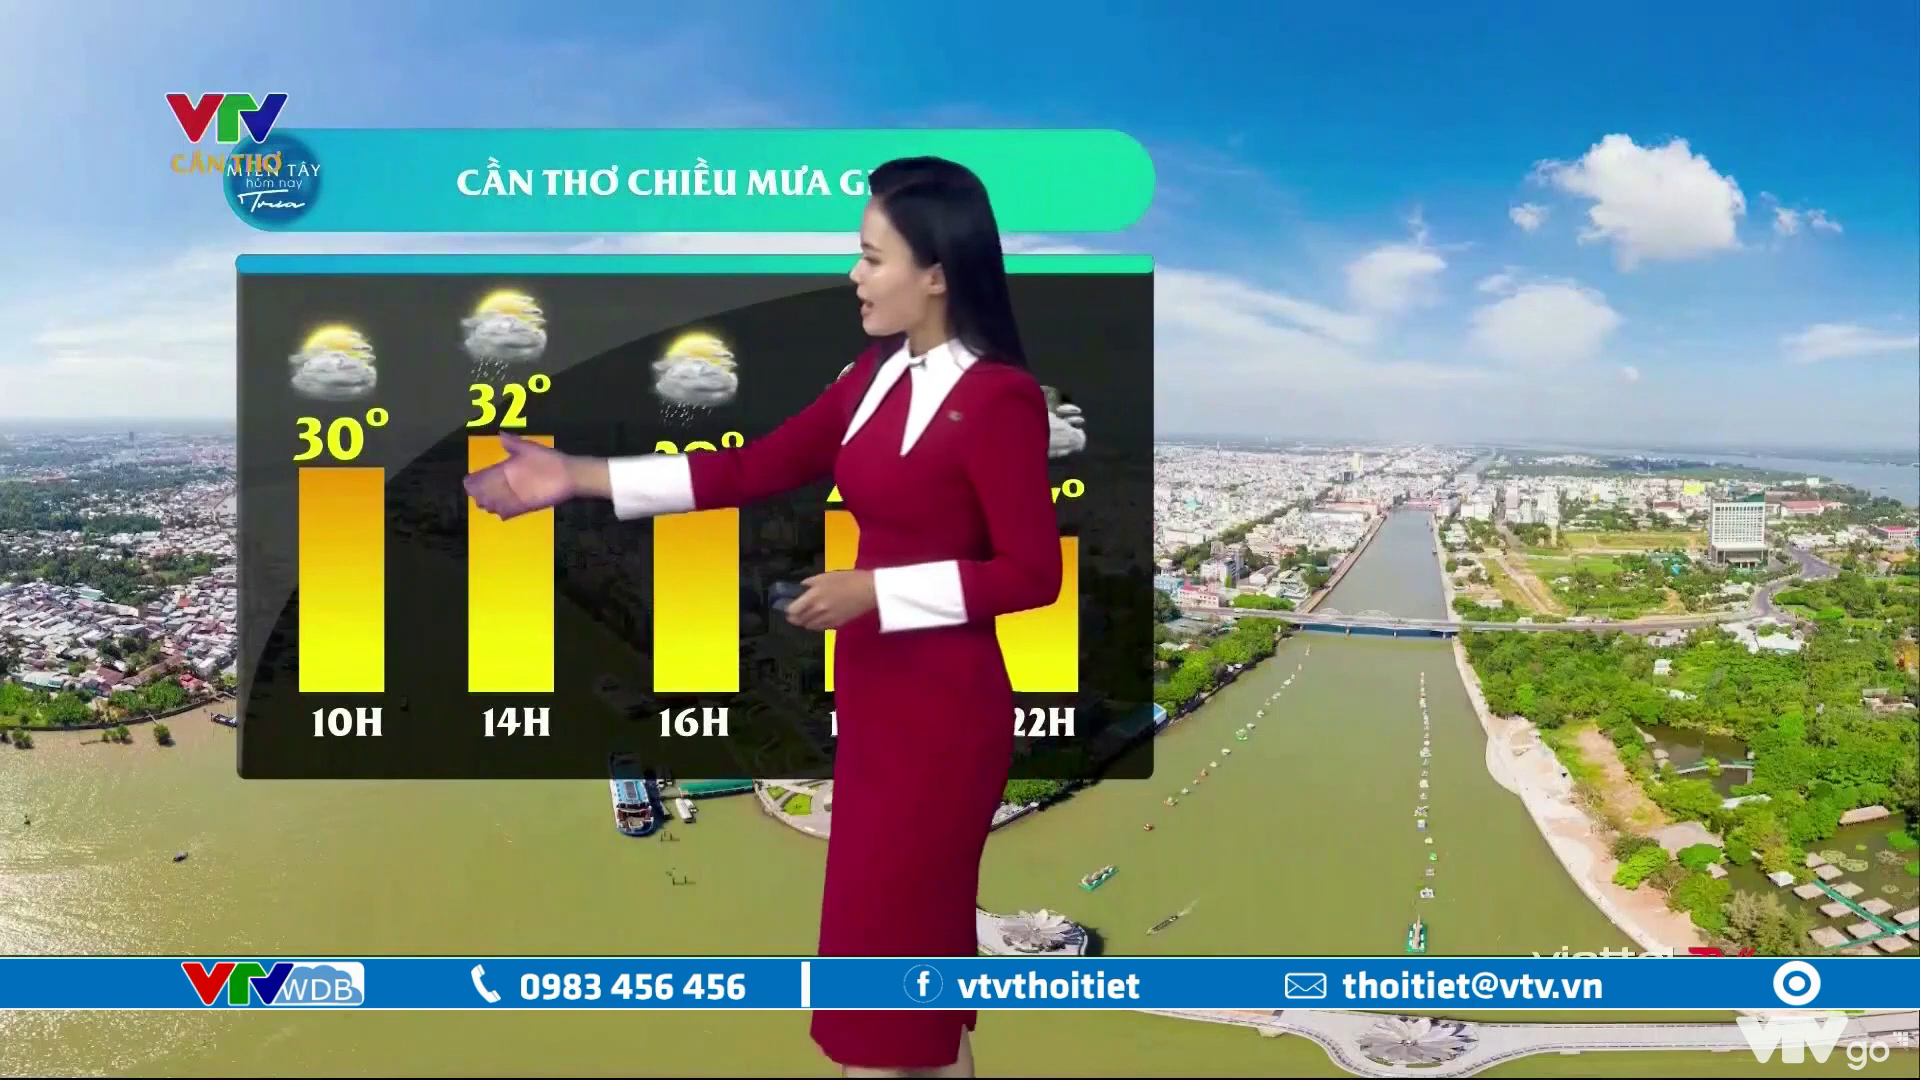 VTV
CẦN THƠ
MIỀN TÂY
hôm nay
Trưa
CẦN THƠ CHIỀU MƯA
30°
32°
10H
14H
16H
22H
VTV WDB
0983 456 456
vtvthoitiet
thoitiet@vtv.vn
VTV go